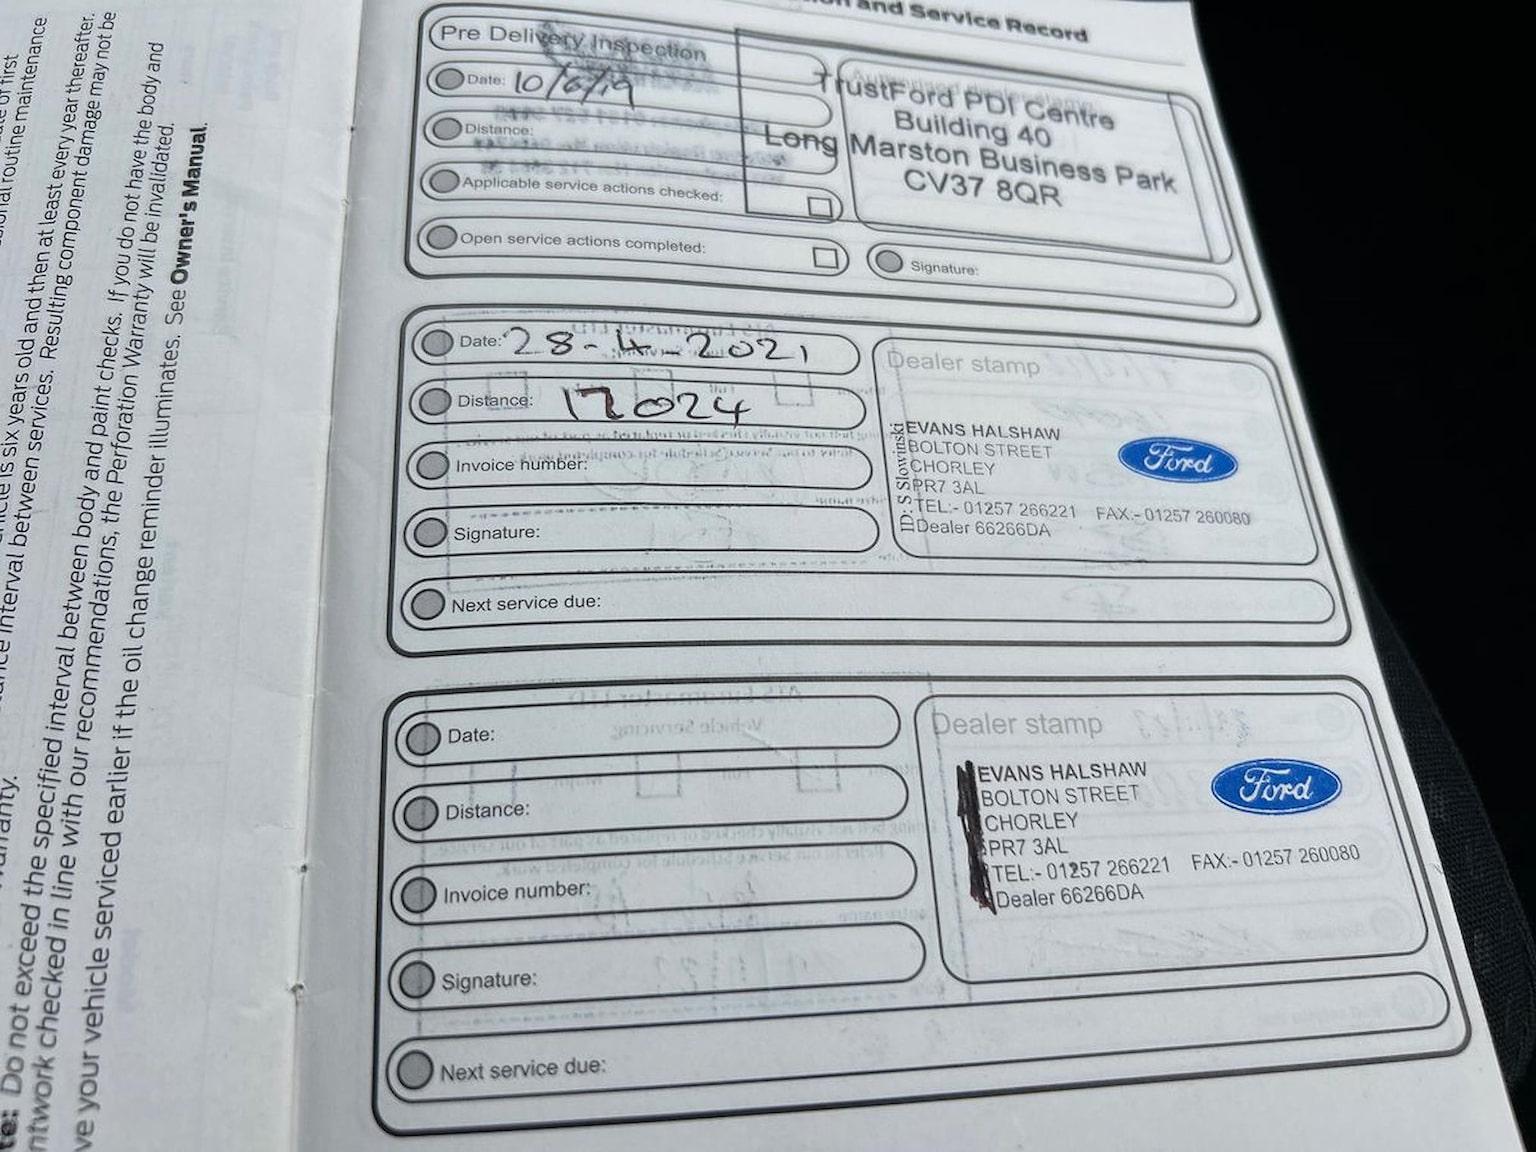 and Service Record
Pre Delivery Inspection
Date: 10/6/19
Distance:
Applicable service actions checked:
Open service actions completed:
TrustFord PDI Centre
Building 40
Long Marston Business Park
CV37 8QR
Signature:
Date: 28-4-2021
Distance: 17024
Invoice number:
Signature:
Next service due:
Dealer stamp
EVANS HALSHAW
BOLTON STREET
CHORLEY
PR7 3AL
TEL:- 01257 266221 FAX:- 01257 260080
Dealer 66266DA
ID: S Slowinski
Ford
Date:
Distance:
Invoice number:
Signature:
Next service due:
Dealer stamp
EVANS HALSHAW
BOLTON STREET
CHORLEY
PR7 3AL
TEL:- 01257 266221 FAX:- 01257 260080
Dealer 66266DA
Ford
of first
routine maintenance
is six years old and then at least every year thereafter.
interval between services. Resulting component damage may not be
warranty.
Do not exceed the specified interval between body and paint checks. If you do not have the body and
checked in line with our recommendations, the Perforation Warranty will be invalidated.
your vehicle serviced earlier if the oil change reminder illuminates. See Owner's Manual.